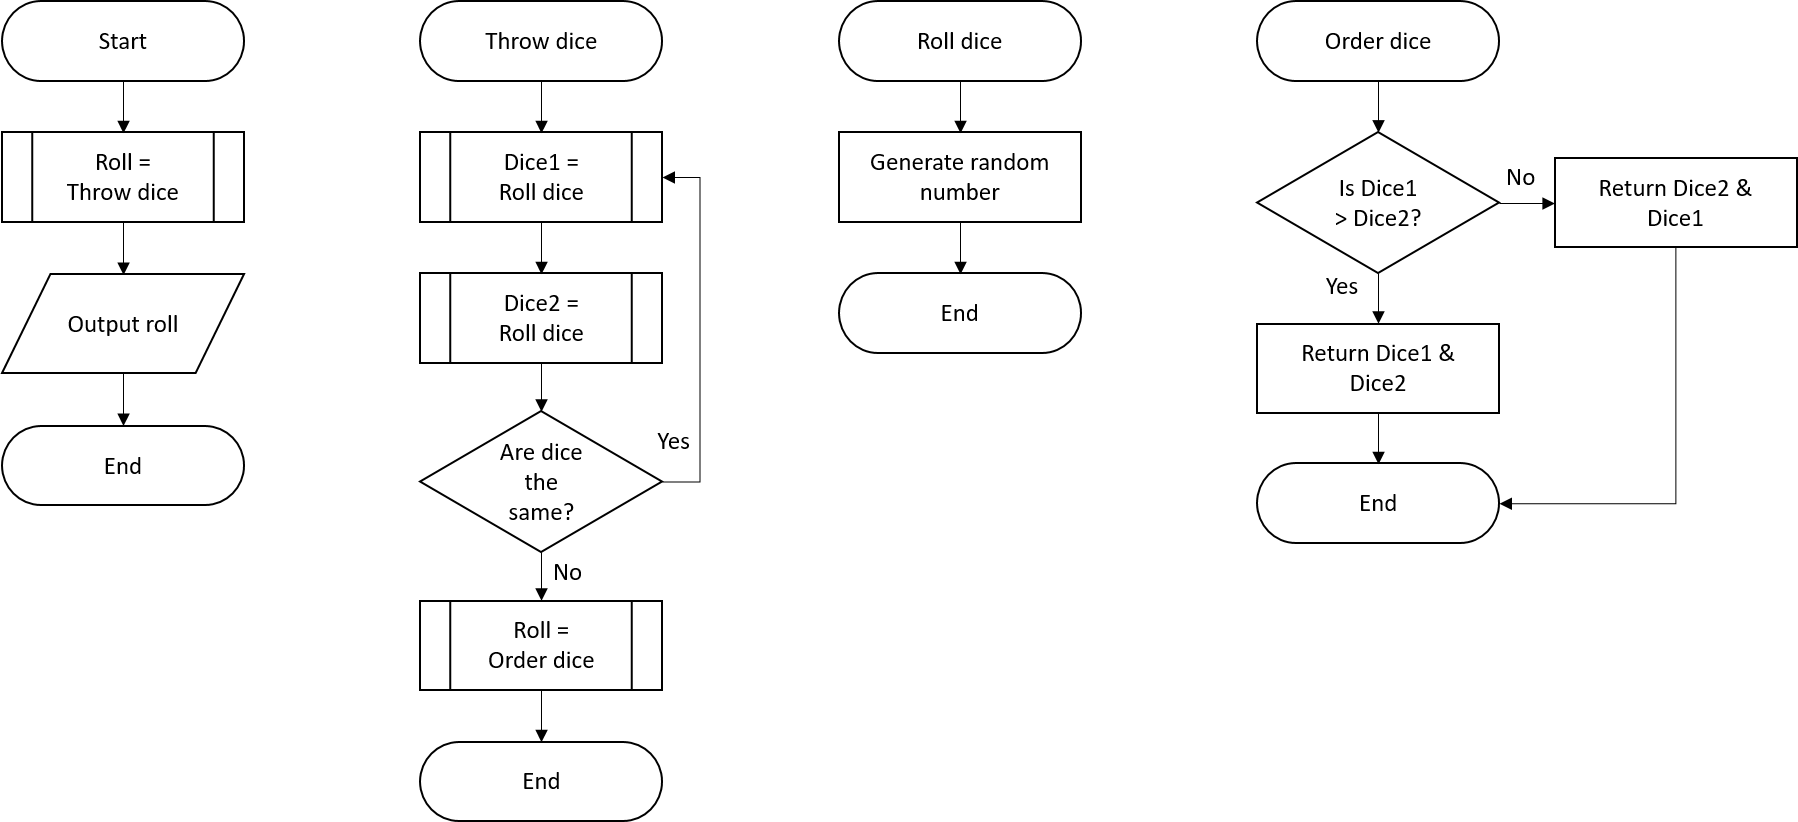 Start
Roll =
Throw dice
Output roll
End
Throw dice
Dice1 =
Roll dice
Dice2 =
Roll dice
Are dice
the
same?
Yes
No
Roll =
Order dice
End
Roll dice
Generate random
number
End
Order dice
Is Dice1
> Dice2?
No
Return Dice2 &
Dice1
Yes
Return Dice1 &
Dice2
End